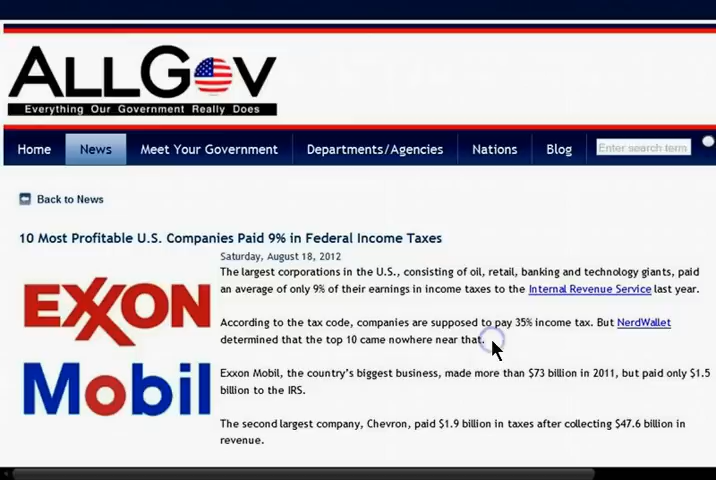 ALLGOV
Everything Our Government Really Does
Home News Meet Your Government Departments/Agencies Nations Blog Enter search term
Back to News
10 Most Profitable U.S. Companies Paid 9% in Federal Income Taxes
Saturday, August 18, 2012
The largest corporations in the U.S., consisting of oil, retail, banking and technology giants, paid
an average of only 9% of their earnings in income taxes to the Internal Revenue Service last year.
According to the tax code, companies are supposed to pay 35% income tax. But NerdWallet
determined that the top 10 came nowhere near that.
EXXON
Mobil
Exxon Mobil, the country's biggest business, made more than $73 billion in 2011, but paid only $1.5
billion to the IRS.
The second largest company, Chevron, paid $1.9 billion in taxes after collecting $47.6 billion in
revenue.